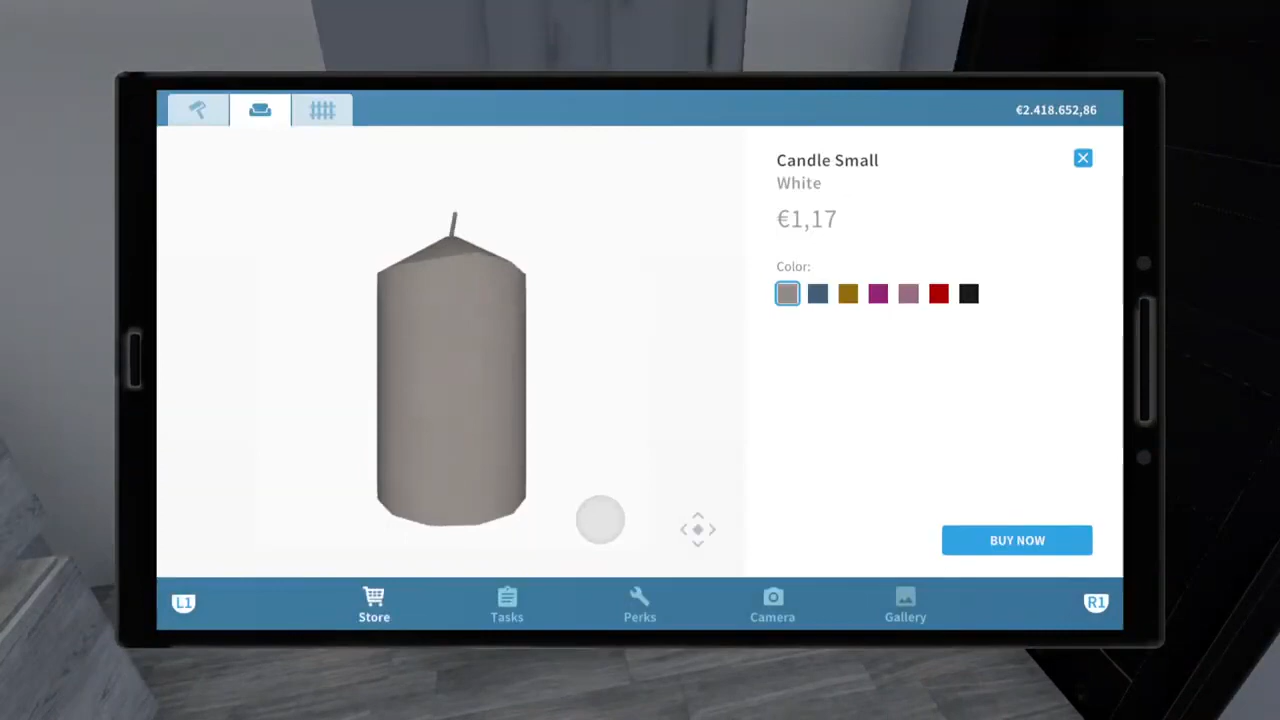 €2.418.652,86
Candle Small
White
€1,17
Color:
BUY NOW
L1
Store
Tasks
Perks
Camera
Gallery
R1